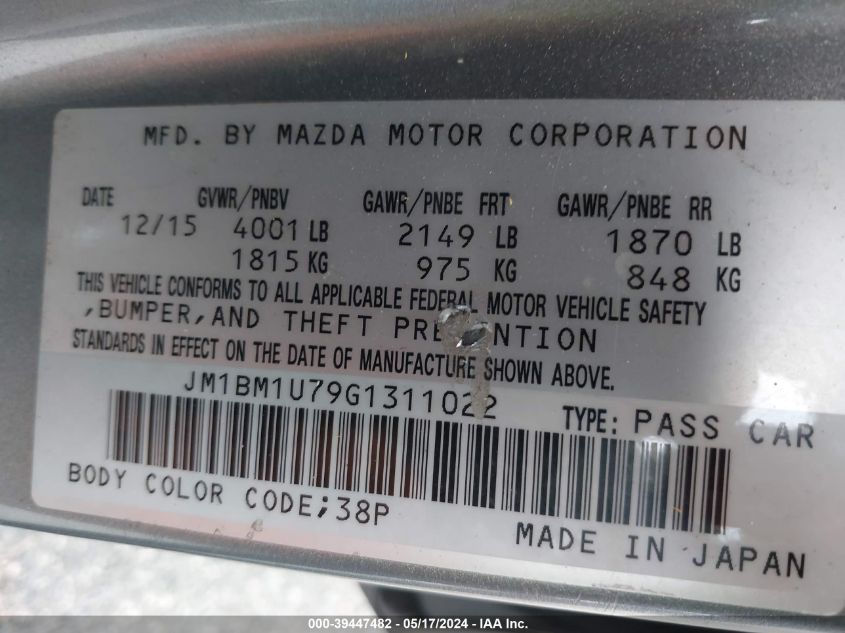 MFD. BY MAZDA MOTOR CORPORATION
DATE GVWR/PNBV GAWR/PNBE FRT GAWR/PNBE RR
12/15 4001 LB 2149 LB 1870 LB
1815 KG 975 KG 848 KG
THIS VEHICLE CONFORMS TO ALL APPLICABLE FEDERAL MOTOR VEHICLE SAFETY
,BUMPER,AND THEFT PREVENTION
STANDARDS IN EFFECT ON THE DATE OF MANUFACTURE SHOWN ABOVE.
JM1BM1U79G1311022 TYPE: PASS CAR
BODY COLOR CODE;38P
MADE IN JAPAN
000-39447482 - 05/17/2024 - IAA Inc.